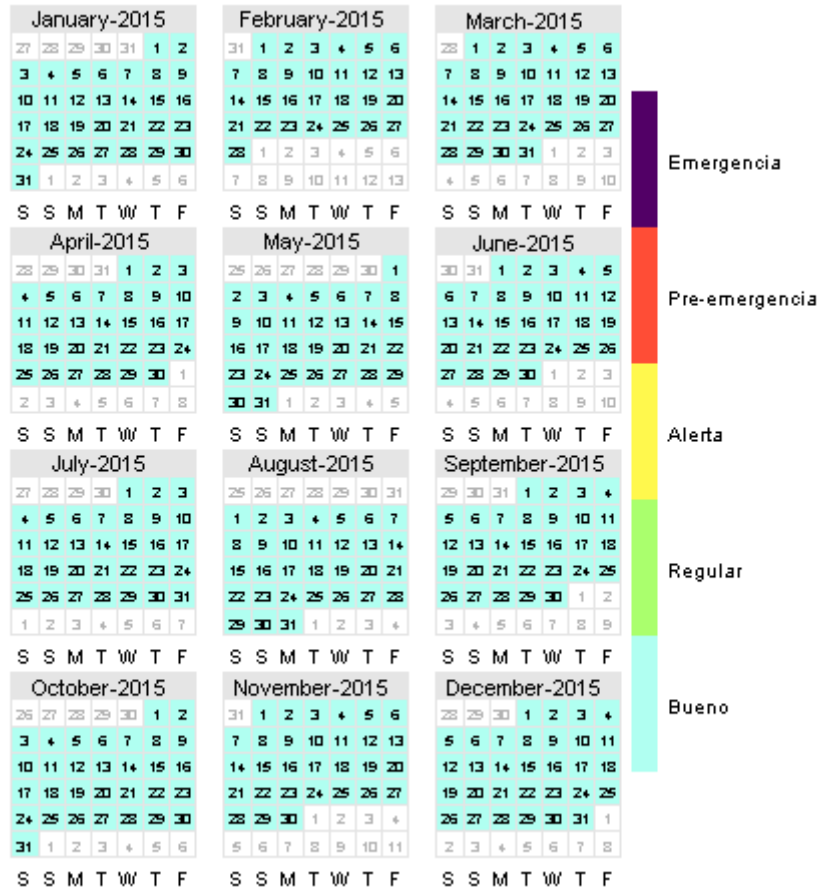 January-2015
27 28 29 30 31 1 2
3 4 5 6 7 8 9
10 11 12 13 14 15 16
17 18 19 20 21 22 23
24 25 26 27 28 29 30
31 1 2 3 4 5 6
S S M T W T F
February-2015
31 1 2 3 4 5 6
7 8 9 10 11 12 13
14 15 16 17 18 19 20
21 22 23 24 25 26 27
28 1 2 3 4 5 6
7 8 9 10 11 12 13
S S M T W T F
March-2015
28 1 2 3 4 5 6
7 8 9 10 11 12 13
14 15 16 17 18 19 20
21 22 23 24 25 26 27
28 29 30 31 1 2 3
4 5 6 7 8 9 10
S S M T W T F
April-2015
28 29 30 31 1 2 3
4 5 6 7 8 9 10
11 12 13 14 15 16 17
18 19 20 21 22 23 24
25 26 27 28 29 30 1
2 3 4 5 6 7 8
S S M T W T F
May-2015
25 26 27 28 29 30 1
2 3 4 5 6 7 8
9 10 11 12 13 14 15
16 17 18 19 20 21 22
23 24 25 26 27 28 29
30 31 1 2 3 4 5
S S M T W T F
June-2015
30 31 1 2 3 4 5
6 7 8 9 10 11 12
13 14 15 16 17 18 19
20 21 22 23 24 25 26
27 28 29 30 1 2 3
4 5 6 7 8 9 10
S S M T W T F
July-2015
27 28 29 30 1 2 3
4 5 6 7 8 9 10
11 12 13 14 15 16 17
18 19 20 21 22 23 24
25 26 27 28 29 30 31
1 2 3 4 5 6 7
S S M T W T F
August-2015
25 26 27 28 29 30 31
1 2 3 4 5 6 7
8 9 10 11 12 13 14
15 16 17 18 19 20 21
22 23 24 25 26 27 28
29 30 31 1 2 3 4
S S M T W T F
September-2015
29 30 31 1 2 3 4
5 6 7 8 9 10 11
12 13 14 15 16 17 18
19 20 21 22 23 24 25
26 27 28 29 30 1 2
3 4 5 6 7 8 9
S S M T W T F
October-2015
26 27 28 29 30 1 2
3 4 5 6 7 8 9
10 11 12 13 14 15 16
17 18 19 20 21 22 23
24 25 26 27 28 29 30
31 1 2 3 4 5 6
S S M T W T F
November-2015
31 1 2 3 4 5 6
7 8 9 10 11 12 13
14 15 16 17 18 19 20
21 22 23 24 25 26 27
28 29 30 1 2 3 4
5 6 7 8 9 10 11
S S M T W T F
December-2015
28 29 30 1 2 3 4
5 6 7 8 9 10 11
12 13 14 15 16 17 18
19 20 21 22 23 24 25
26 27 28 29 30 31 1
2 3 4 5 6 7 8
S S M T W T F
Emergencia
Pre-emergencia
Alerta
Regular
Bueno